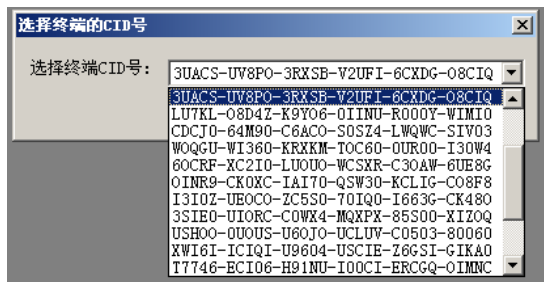 选择终端的CID号
选择终端CID号: 3UACS-UV8PO-3RXSB-V2UFI-6CXDG-O8CIQ
3UACS-UV8PO-3RXSB-V2UFI-6CXDG-O8CIQ
LU7KL-O8D4Z-K9YO6-OIINU-ROOOY-WIMIO
CDCJO-64M90-C6ACO-SOSZ4-LWQWC-SIVO3
WOQGU-WI360-KRXKM-TOC6O-OUROO-I3OW4
6OCRF-XC2IO-LUOUO-WCSXR-C3OAW-6UE8G
OINR9-CKOXC-IAI7O-QSW3O-KCLIG-CO8F8
I3IOZ-UEOCO-ZC5SO-7OIQO-I663G-CK48O
3SIEO-UIORC-COWX4-MQXPX-85SOO-XIZOQ
USHOO-OUOUS-U6OJO-UCLUV-CO5O3-8OO6O
XWI6I-ICIQI-U96O4-USCIE-Z6GSI-GIKAO
T7746-ECIO6-H91NU-IOOCI-ERCGQ-OIMNC